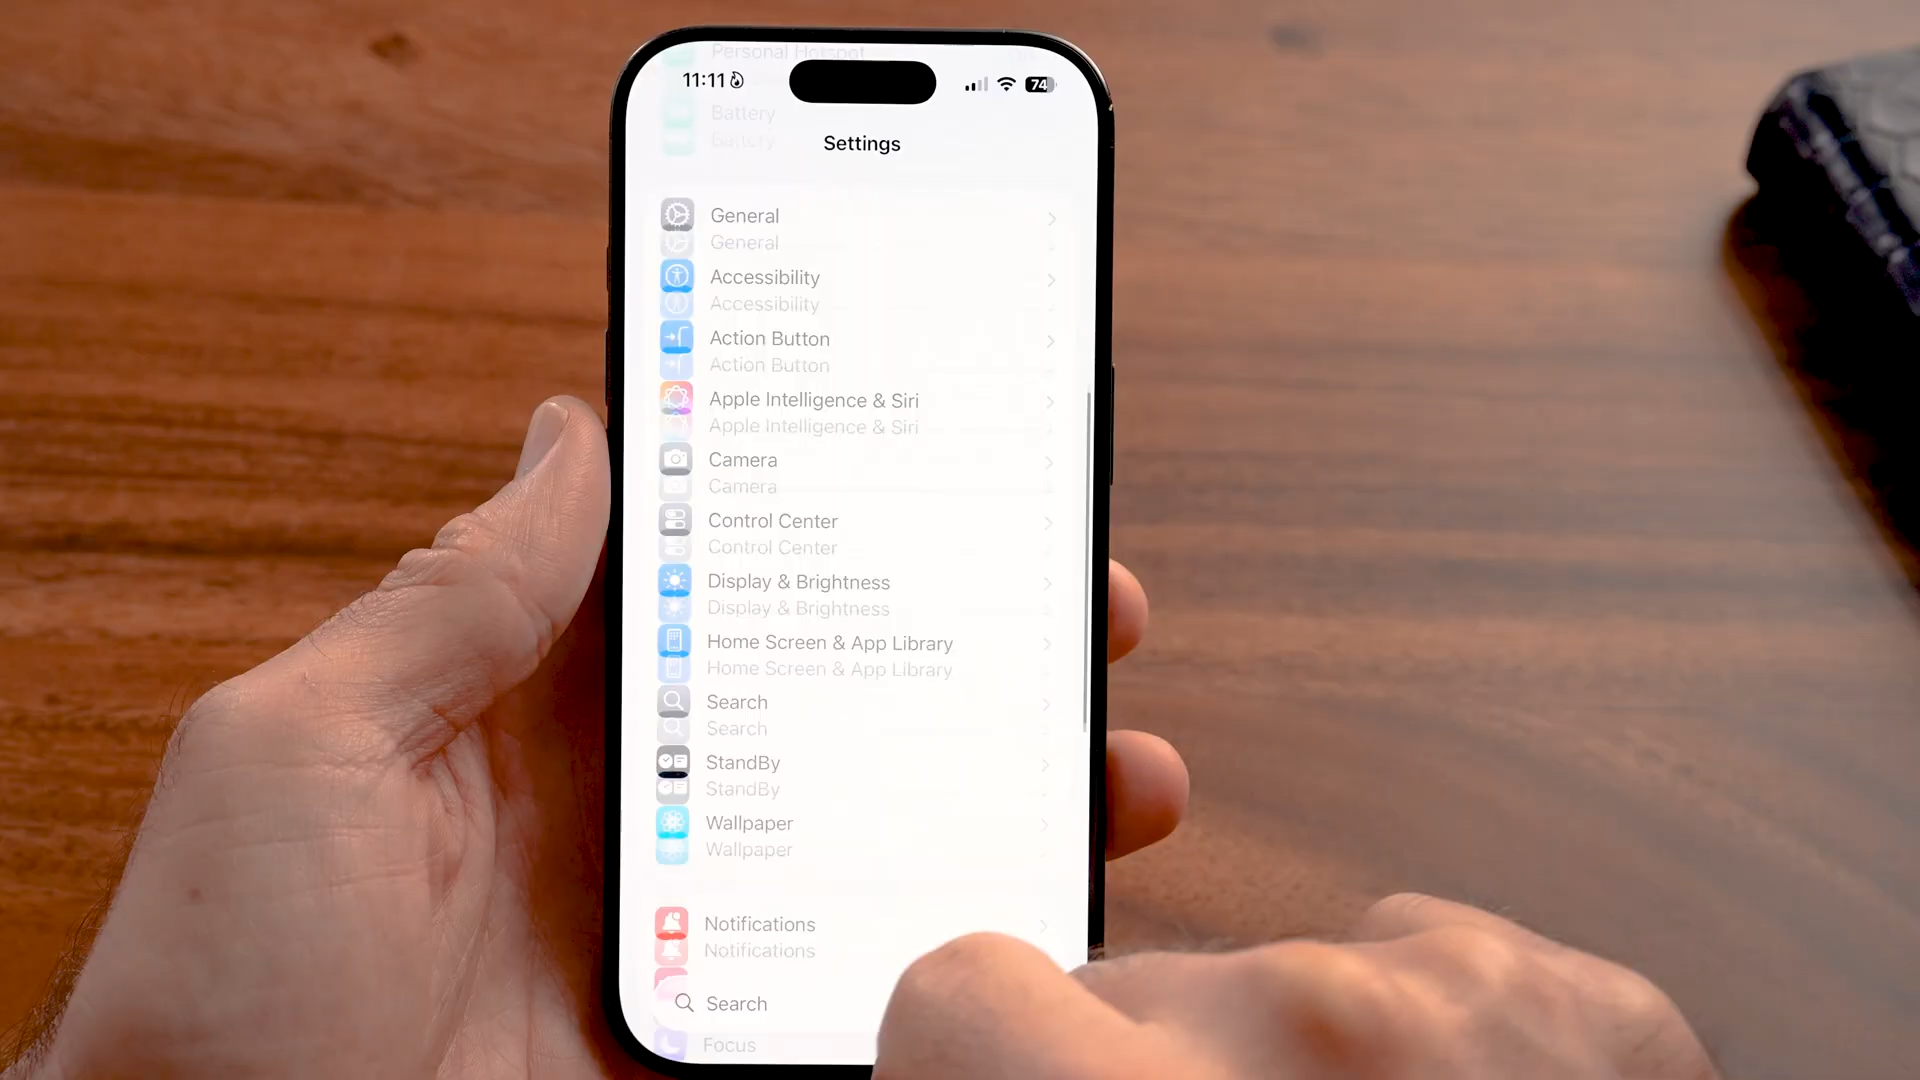 Personal Hotspot
11:11
74
Battery
Battery
Settings
General
General
Accessibility
Accessibility
Action Button
Action Button
Apple Intelligence & Siri
Apple Intelligence & Siri
Camera
Camera
Control Center
Control Center
Display & Brightness
Display & Brightness
Home Screen & App Library
Home Screen & App Library
Search
Search
StandBy
StandBy
Wallpaper
Wallpaper
Notifications
Notifications
Search
Focus